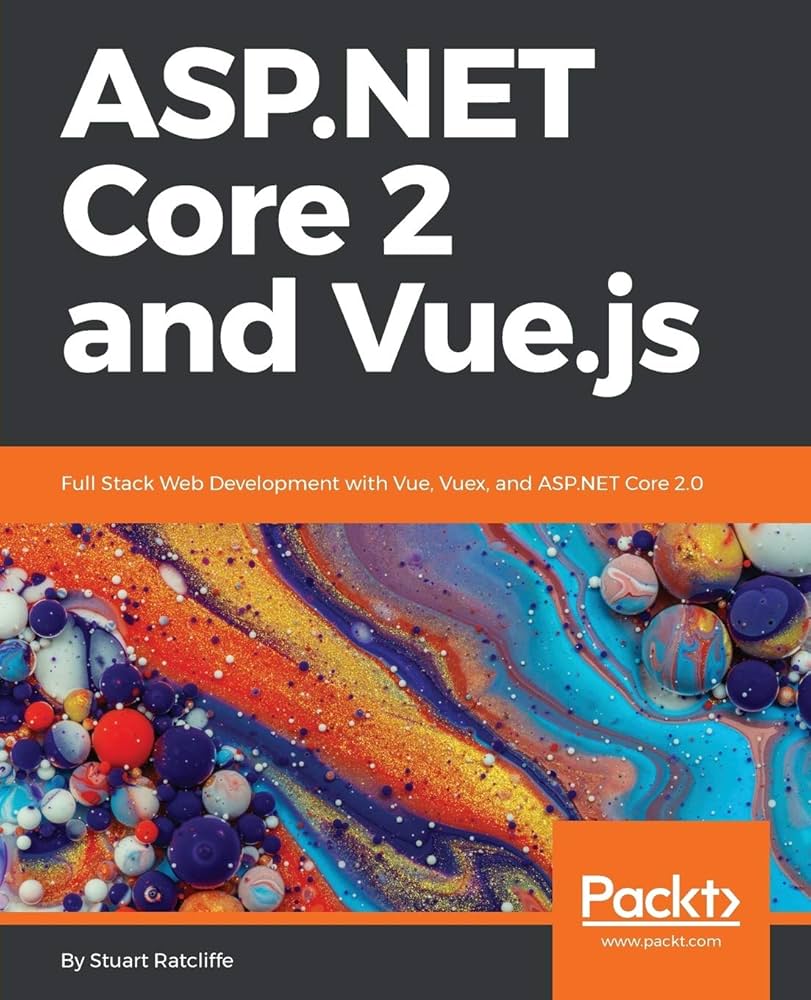 ASP.NET
Core 2
and Vue.js
Full Stack Web Development with Vue, Vuex, and ASP.NET Core 2.0
Packt>
www.packt.com
By Stuart Ratcliffe